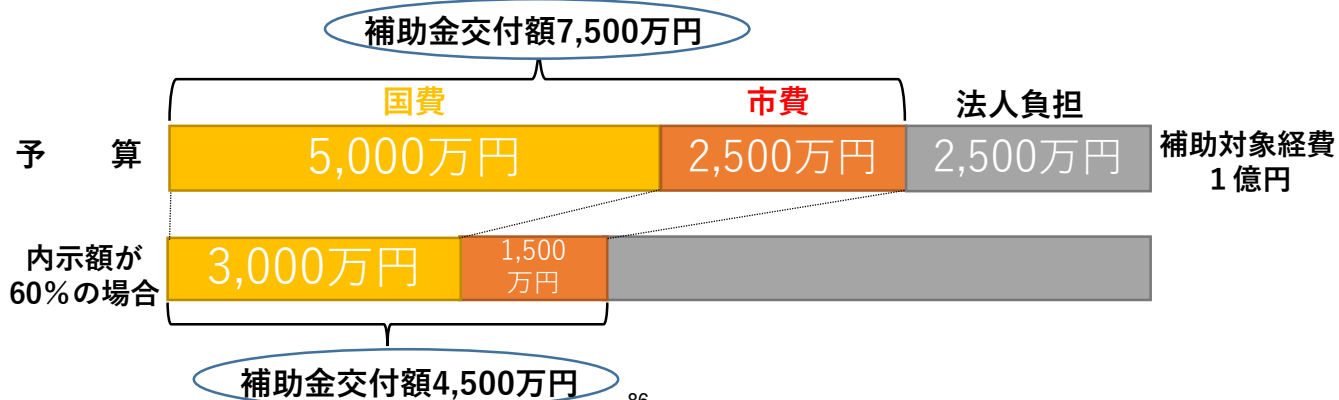 補助金交付額7,500万円
国費
市費
法人負担
予　算
5,000万円
2,500万円
2,500万円
補助対象経費
１億円
内示額が
60%の場合
3,000万円
1,500
万円
補助金交付額4,500万円
86